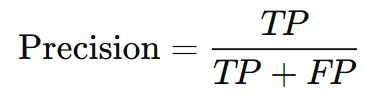 Precision = TP / TP + FP